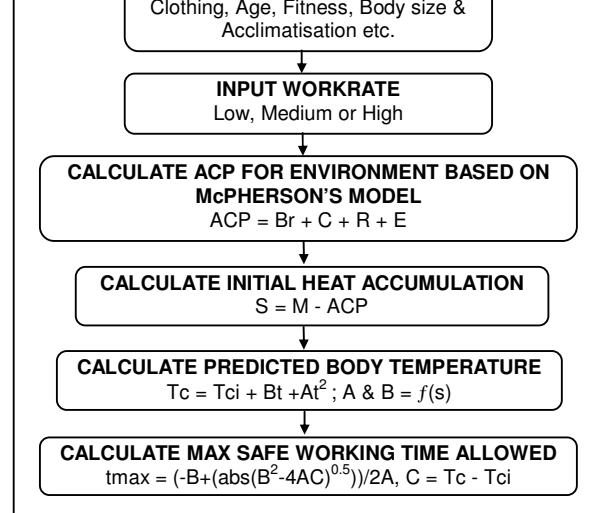 Clothing, Age, Fitness, Body size &
Acclimatisation etc.
INPUT WORKRATE
Low, Medium or High
CALCULATE ACP FOR ENVIRONMENT BASED ON
McPHERSON'S MODEL
ACP = Br + C + R + E
CALCULATE INITIAL HEAT ACCUMULATION
S = M - ACP
CALCULATE PREDICTED BODY TEMPERATURE
Tc = Tci + Bt +At² ; A & B = ƒ(s)
CALCULATE MAX SAFE WORKING TIME ALLOWED
tmax = (-B+(abs(B²-4AC)^0.5))/2A, C = Tc - Tci